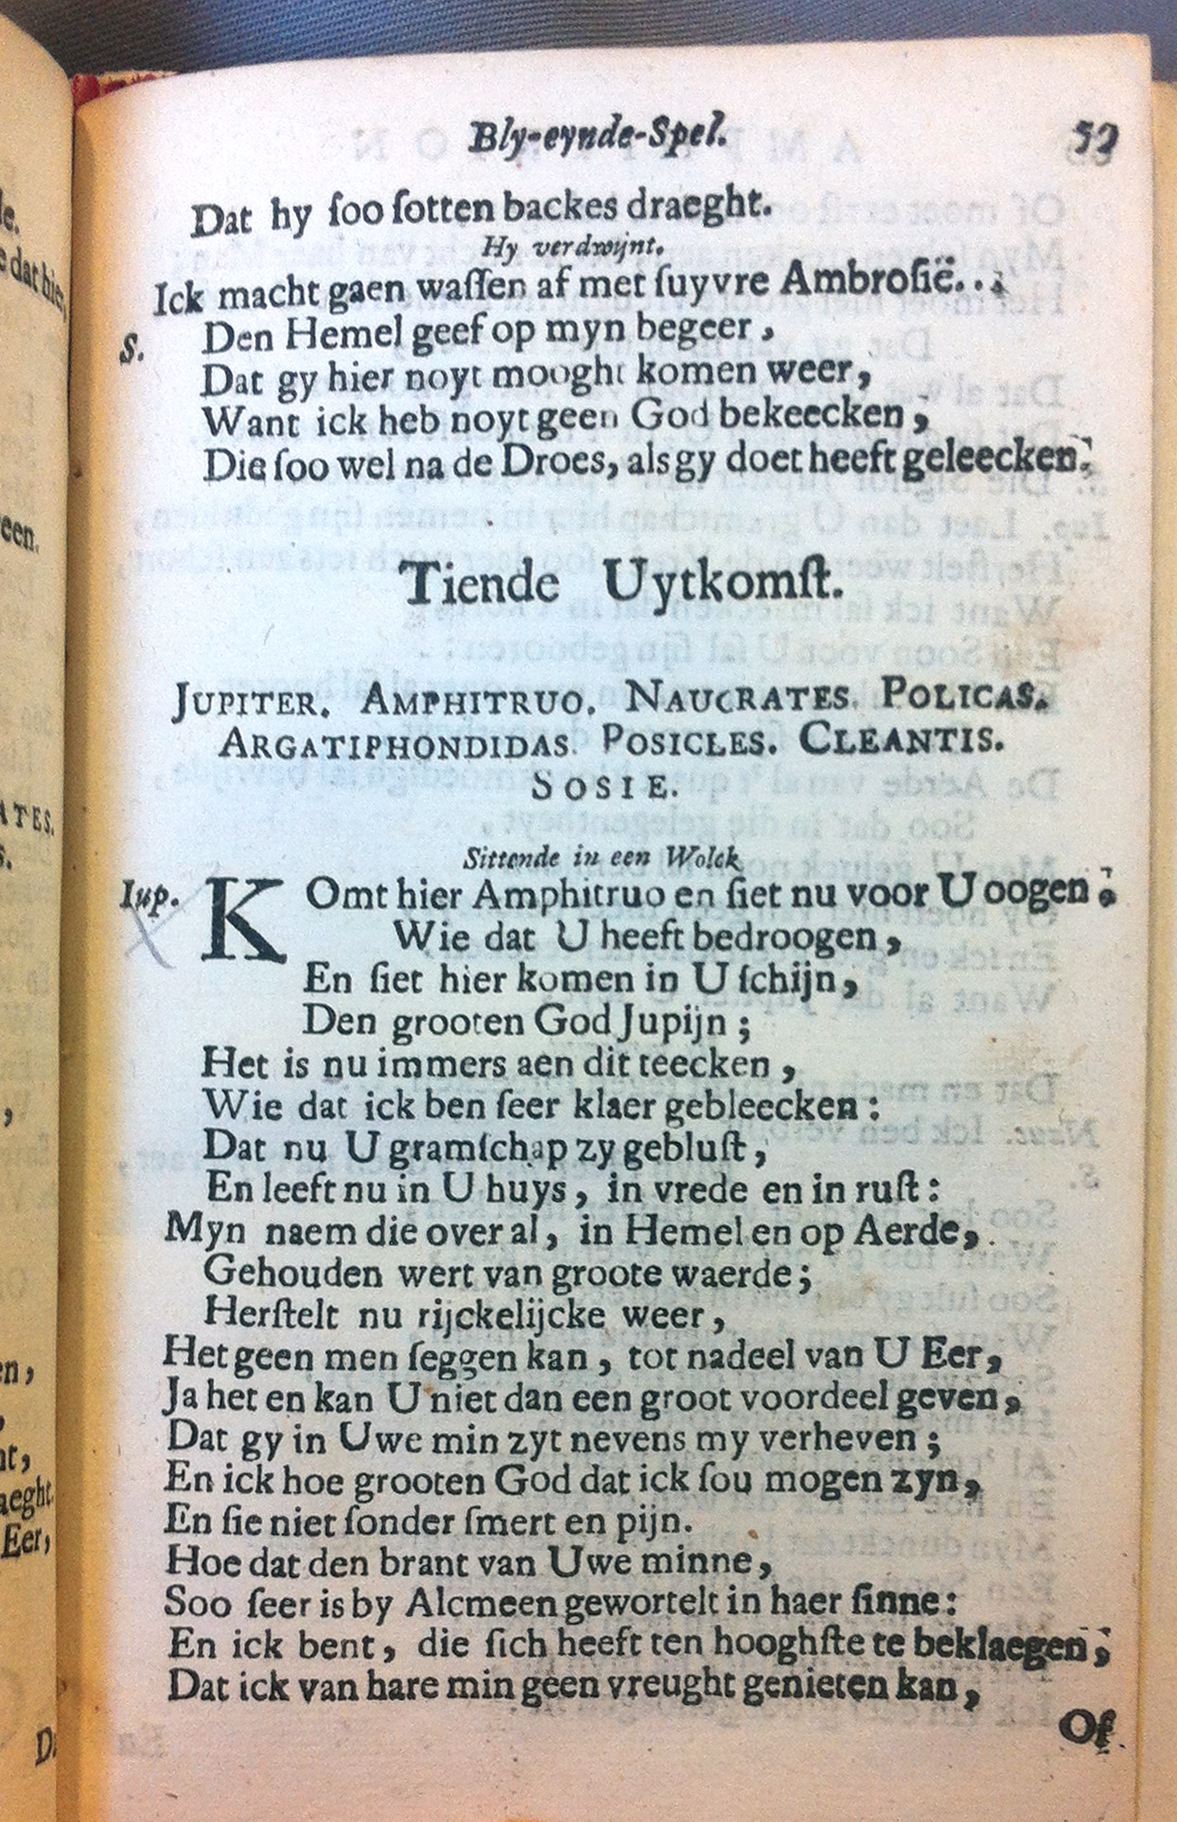 Bly-eynde-Spel. 59
Dat hy ſoo ſotten backes draeght.
Hy verdwijnt.
Ick macht gaen waſſen af met ſuyvre Ambroſië...
S. Den Hemel geef op myn begeer,
Dat gy hier noyt mooght komen weer,
Want ick heb noyt geen God bekeecken,
Die ſoo wel na de Droes, als gy doet heeft geleecken.
Tiende Uytkomſt.
JUPITER. AMPHITRUO. NAUCRATES. POLICAS.
ARGATIPHONDIDAS. POSICLES. CLEANTIS.
SOSIE.
Sittende in een Wolck
Iup. KOmt hier Amphitruo en ſiet nu voor U oogen,
Wie dat U heeft bedroogen,
En ſiet hier komen in U ſchijn,
Den grooten God Jupijn;
Het is nu immers aen dit teecken,
Wie dat ick ben ſeer klaer gebleecken:
Dat nu U gramſchap zy gebluſt,
En leeft nu in U huys, in vrede en in ruſt:
Myn naem die over al, in Hemel en op Aerde,
Gehouden wert van groote waerde;
Herſtelt nu rijckelijcke weer,
Het geen men ſeggen kan, tot nadeel van U Eer,
Ja het en kan U niet dan een groot voordeel geven,
Dat gy in Uwe min zyt nevens my verheven;
En ick hoe grooten God dat ick ſou mogen zyn,
En ſie niet ſonder ſmert en pijn.
Hoe dat den brant van Uwe minne,
Soo ſeer is by Alcmeen gewortelt in haer ſinne:
En ick bent, die ſich heeft ten hooghſte te beklaegen,
Dat ick van hare min geen vreught genieten kan,
Of